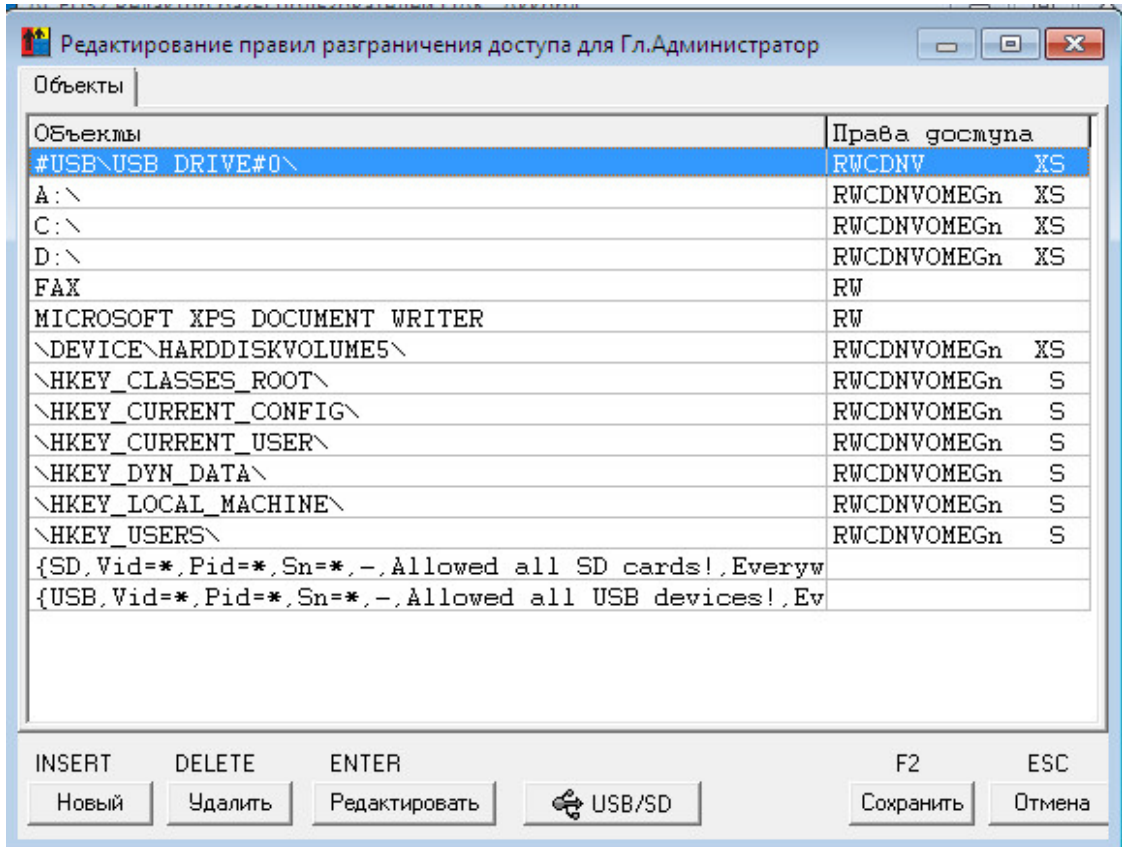 Редактирование правил разграничения доступа для Гл.Администратор
Объекты
Объекты Права доступа
#USB\USB DRIVE#0\ RWCDNV XS
A:\ RWCDNVOMEGn XS
C:\ RWCDNVOMEGn XS
D:\ RWCDNVOMEGn XS
FAX RW
MICROSOFT XPS DOCUMENT WRITER RW
\DEVICE\HARDDISKVOLUME5\ RWCDNVOMEGn XS
\HKEY_CLASSES_ROOT\ RWCDNVOMEGn S
\HKEY_CURRENT_CONFIG\ RWCDNVOMEGn S
\HKEY_CURRENT_USER\ RWCDNVOMEGn S
\HKEY_DYN_DATA\ RWCDNVOMEGn S
\HKEY_LOCAL_MACHINE\ RWCDNVOMEGn S
\HKEY_USERS\ RWCDNVOMEGn S
{SD,Vid=*,Pid=*,Sn=*,-,Allowed all SD cards!,Everyw
{USB,Vid=*,Pid=*,Sn=*,-,Allowed all USB devices!,Ev
INSERT DELETE ENTER F2 ESC
Новый Удалить Редактировать USB/SD Сохранить Отмена